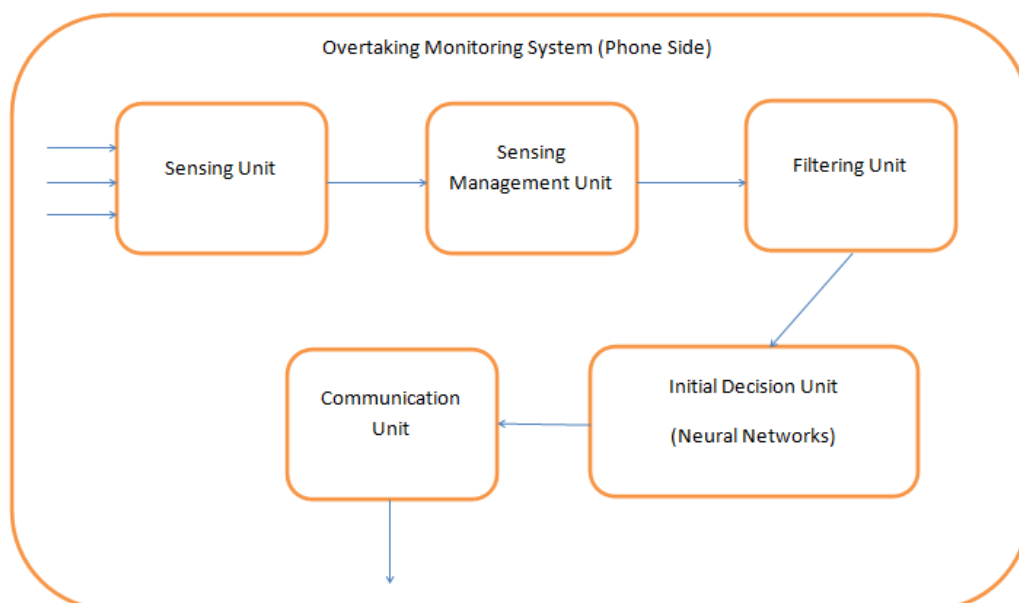 Overtaking Monitoring System (Phone Side)
Sensing Unit
Sensing
Management Unit
Filtering Unit
Communication
Unit
Initial Decision Unit
(Neural Networks)